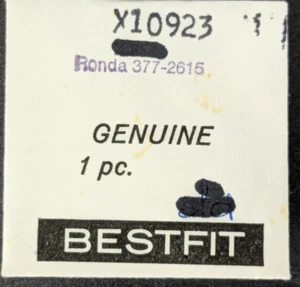 X10923
Ronda 377-2615
GENUINE
1 pc.
BESTFIT